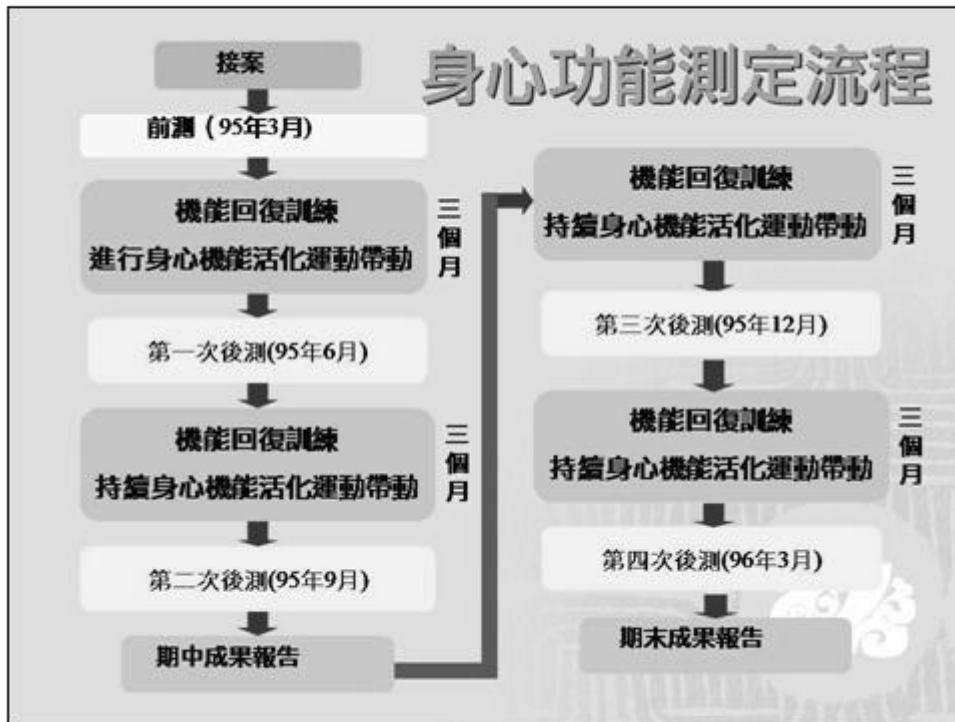 身心功能測定流程
接案
前測（95年3月）
機能回復訓練
進行身心機能活化運動帶動
三個月
第一次後測(95年6月)
機能回復訓練
持續身心機能活化運動帶動
三個月
第二次後測(95年9月)
期中成果報告
機能回復訓練
持續身心機能活化運動帶動
三個月
第三次後測(95年12月)
機能回復訓練
持續身心機能活化運動帶動
三個月
第四次後測(96年3月)
期末成果報告